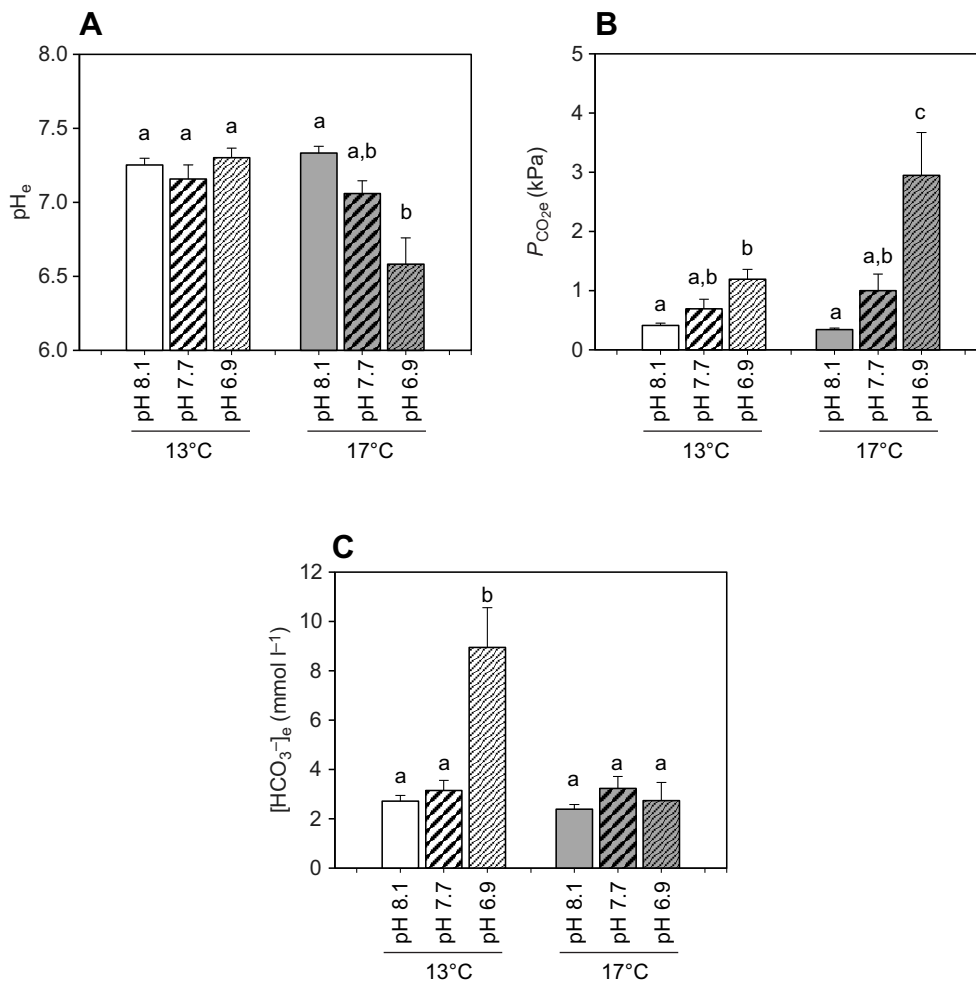 A
8.0
7.5
7.0
6.5
6.0
pHₑ
a
a
a
a
a,b
b
pH 8.1
pH 7.7
pH 6.9
pH 8.1
pH 7.7
pH 6.9
13°C
17°C
B
5
4
3
2
1
0
P_CO₂ₑ (kPa)
a
a,b
b
a
a,b
c
pH 8.1
pH 7.7
pH 6.9
pH 8.1
pH 7.7
pH 6.9
13°C
17°C
C
12
10
8
6
4
2
0
[HCO₃⁻]ₑ (mmol l⁻¹)
a
a
b
a
a
a
pH 8.1
pH 7.7
pH 6.9
pH 8.1
pH 7.7
pH 6.9
13°C
17°C